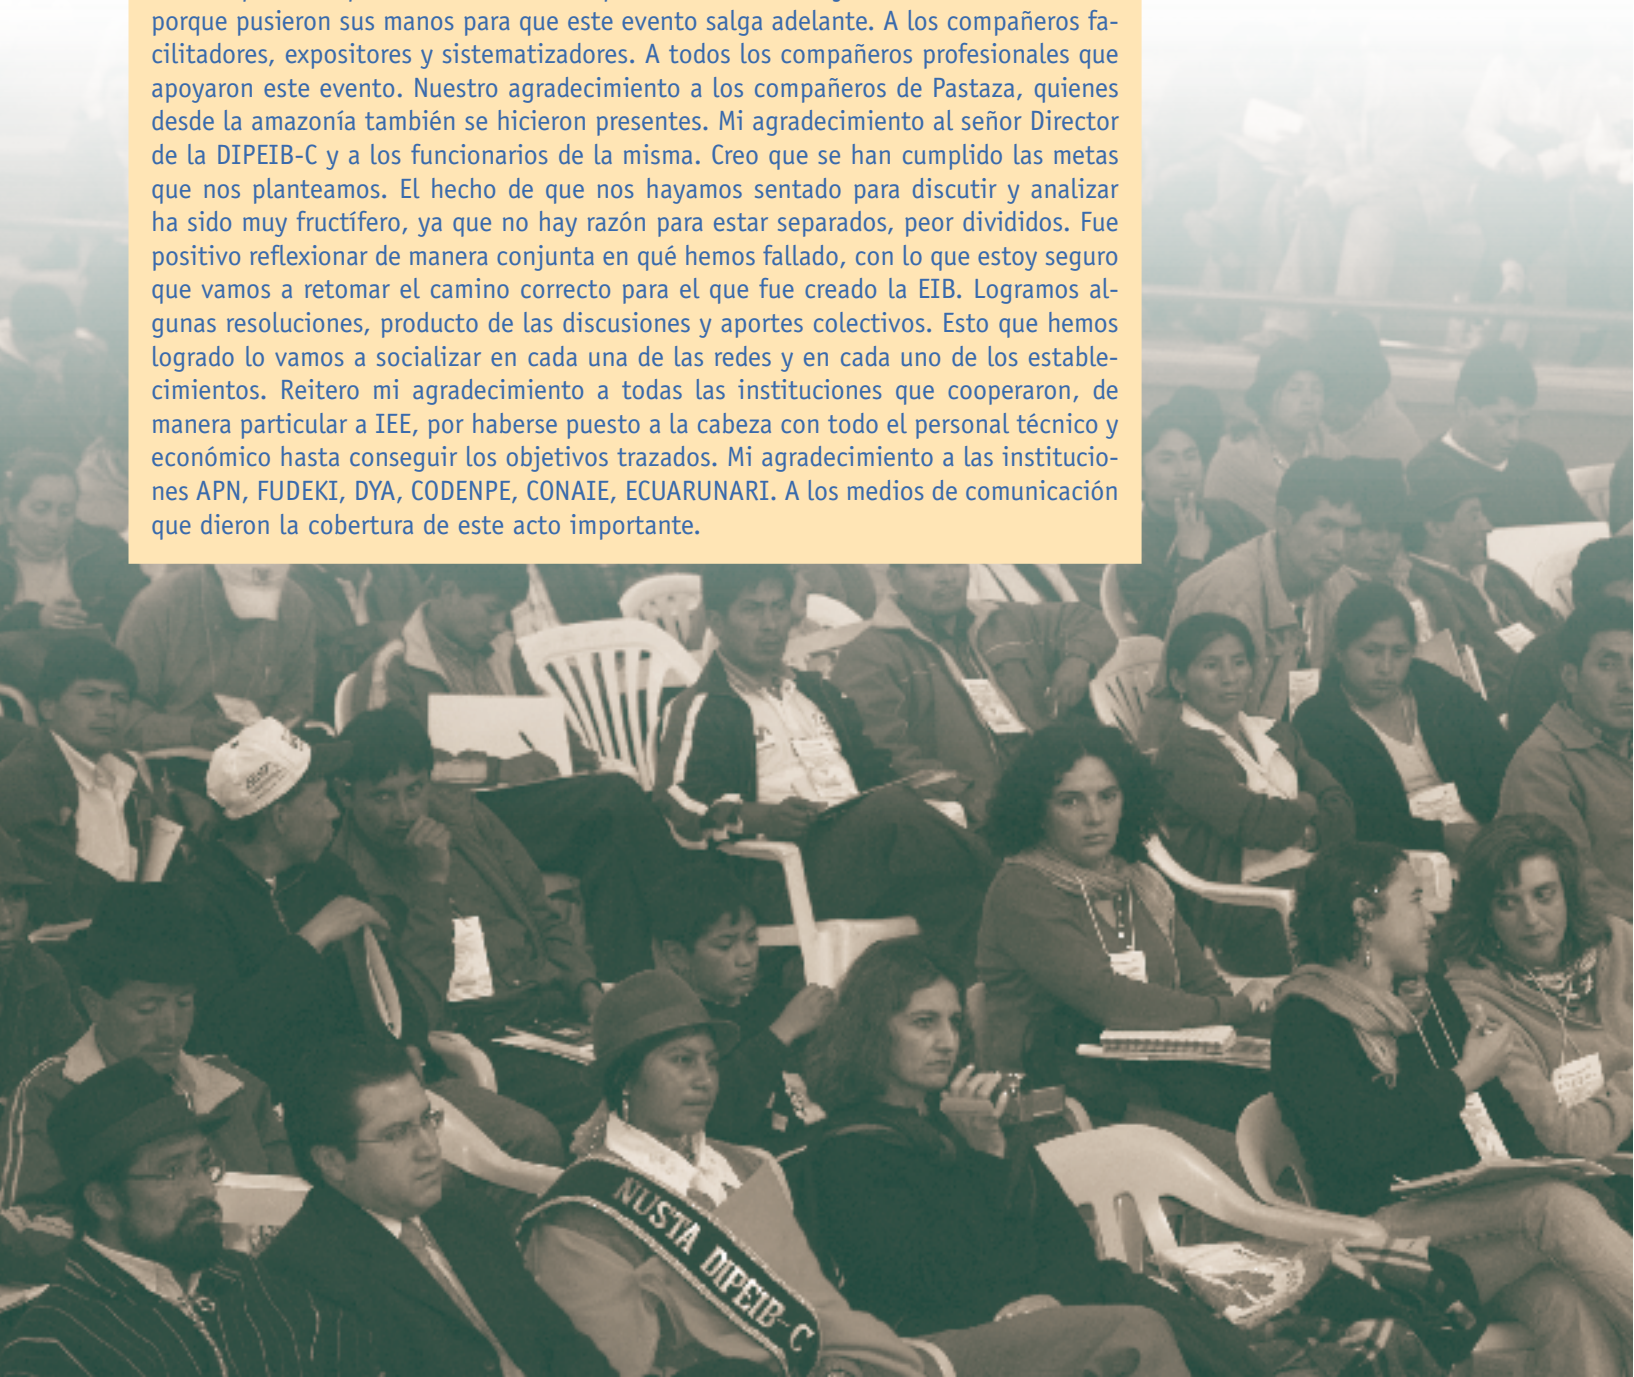 porque pusieron sus manos para que este evento salga adelante. A los compañeros fa-
cilitadores, expositores y sistematizadores. A todos los compañeros profesionales que
apoyaron este evento. Nuestro agradecimiento a los compañeros de Pastaza, quienes
desde la amazonía también se hicieron presentes. Mi agradecimiento al señor Director
de la DIPEIB-C y a los funcionarios de la misma. Creo que se han cumplido las metas
que nos planteamos. El hecho de que nos hayamos sentado para discutir y analizar
ha sido muy fructífero, ya que no hay razón para estar separados, peor divididos. Fue
positivo reflexionar de manera conjunta en qué hemos fallado, con lo que estoy seguro
que vamos a retomar el camino correcto para el que fue creado la EIB. Logramos al-
gunas resoluciones, producto de las discusiones y aportes colectivos. Esto que hemos
logrado lo vamos a socializar en cada una de las redes y en cada uno de los estable-
cimientos. Reitero mi agradecimiento a todas las instituciones que cooperaron, de
manera particular a IEE, por haberse puesto a la cabeza con todo el personal técnico y
económico hasta conseguir los objetivos trazados. Mi agradecimiento a las institucio-
nes APN, FUDEKI, DYA, CODENPE, CONAIE, ECUARUNARI. A los medios de comunicación
que dieron la cobertura de este acto importante.
ÑUSTA DIPEIB-C